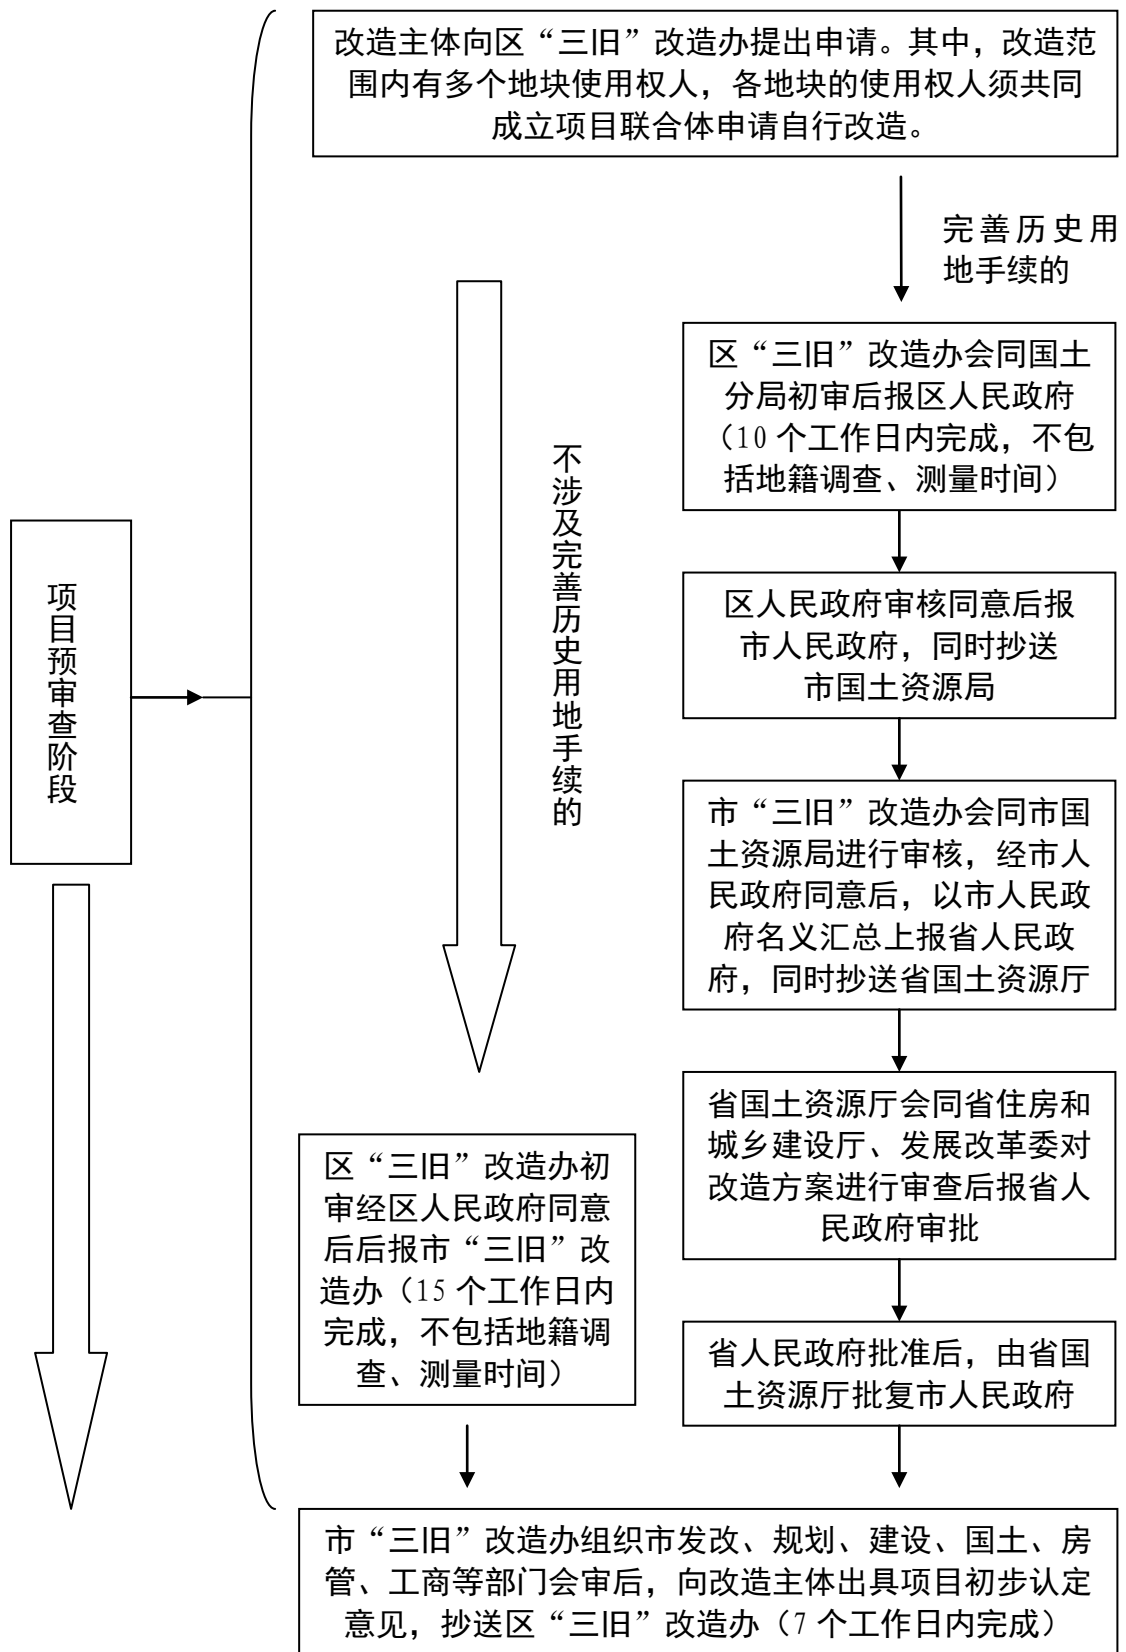 改造主体向区“三旧”改造办提出申请。其中，改造范
围内有多个地块使用权人，各地块的使用权人须共同
成立项目联合体申请自行改造。
完善历史用
地手续的
区“三旧”改造办会同国土
分局初审后报区人民政府
（10 个工作日内完成，不包
括地籍调查、测量时间）
不涉及完善历史用地手续的
项目预审查阶段
区人民政府审核同意后报
市人民政府，同时抄送
市国土资源局
市“三旧”改造办会同市国
土资源局进行审核，经市人
民政府同意后，以市人民政
府名义汇总上报省人民政
府，同时抄送省国土资源厅
省国土资源厅会同省住房和
城乡建设厅、发展改革委对
改造方案进行审查后报省人
民政府审批
区“三旧”改造办初
审经区人民政府同意
后后报市“三旧”改
造办（15 个工作日内
完成，不包括地籍调
查、测量时间）
省人民政府批准后，由省国
土资源厅批复市人民政府
市“三旧”改造办组织市发改、规划、建设、国土、房
管、工商等部门会审后，向改造主体出具项目初步认定
意见，抄送区“三旧”改造办（7 个工作日内完成）